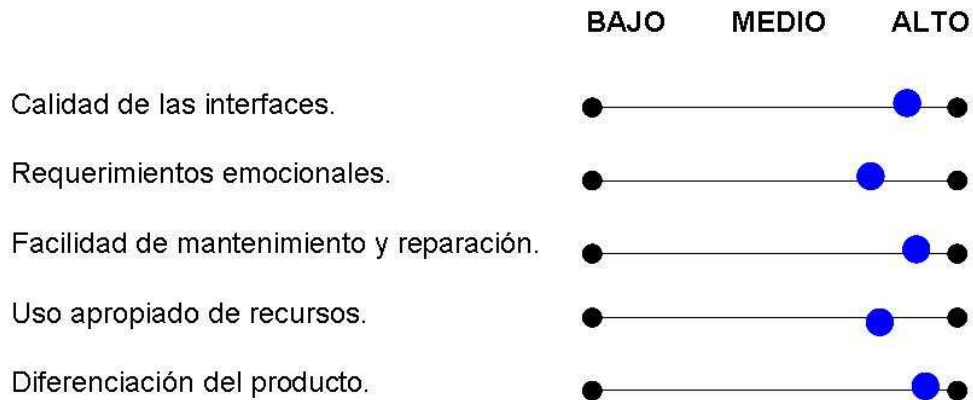 BAJO MEDIO ALTO
Calidad de las interfaces.
Requerimientos emocionales.
Facilidad de mantenimiento y reparación.
Uso apropiado de recursos.
Diferenciación del producto.